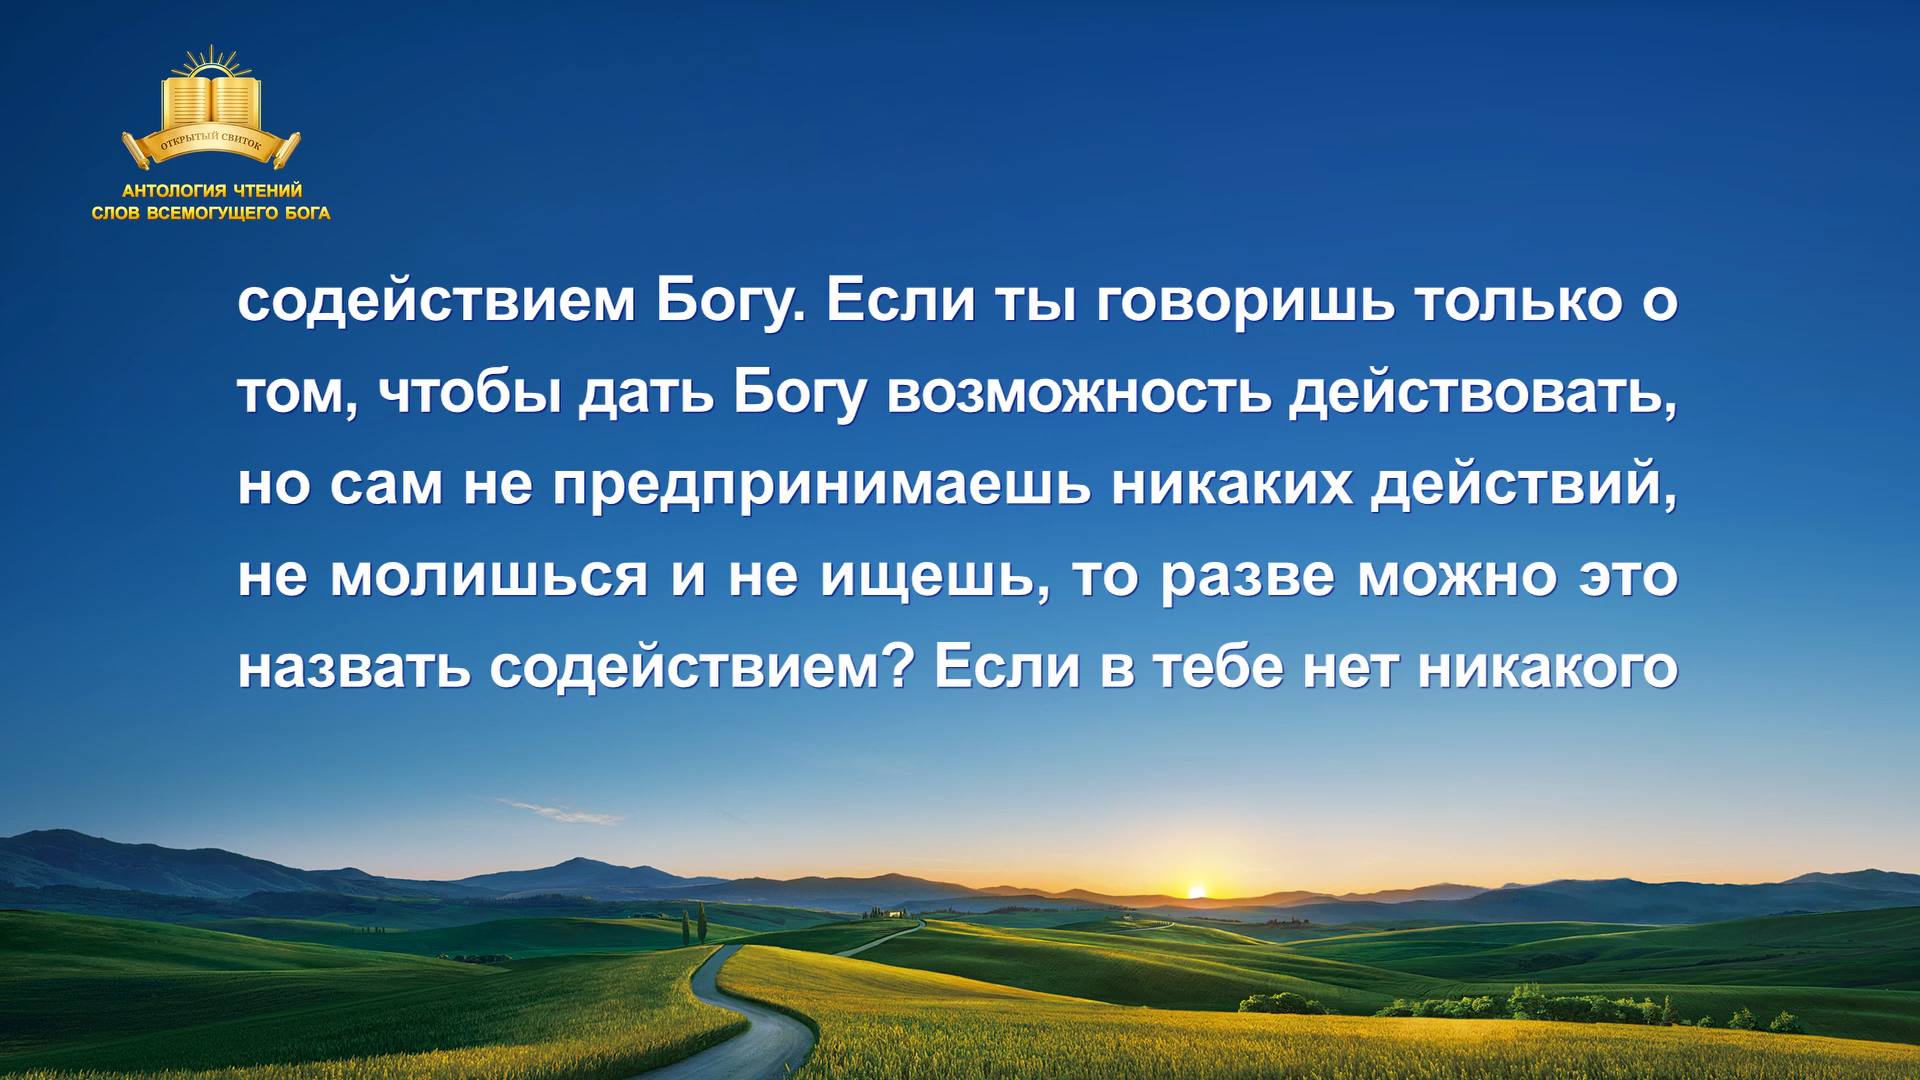 ОТКРЫТЫЙ СВИТОК
АНТОЛОГИЯ ЧТЕНИЙ
СЛОВ ВСЕМОГУЩЕГО БОГА
содействием Богу. Если ты говоришь только о
том, чтобы дать Богу возможность действовать,
но сам не предпринимаешь никаких действий,
не молишься и не ищешь, то разве можно это
назвать содействием? Если в тебе нет никакого